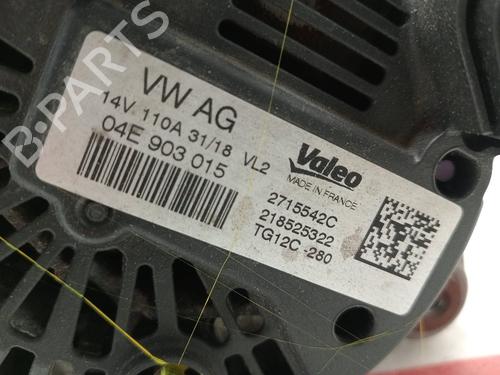 VW AG
14V 110A 31/18 VL2
04E 903 015
Valeo
MADE IN FRANCE
2715542C
218525322
TG12C-280
B-PARTS